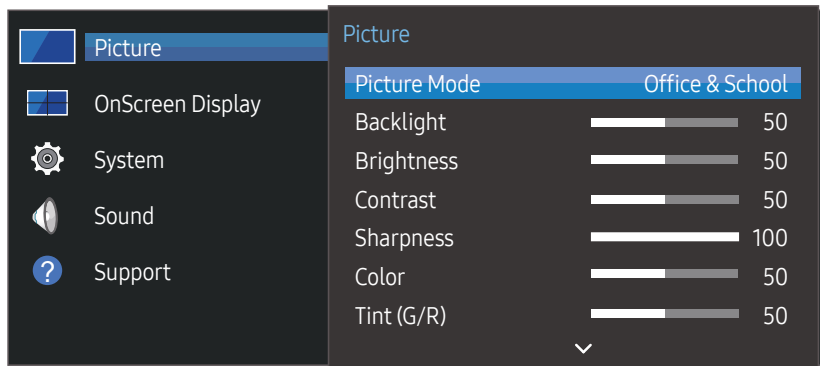 Picture
OnScreen Display
System
Sound
?
Support
Picture
Picture Mode Office & School
Backlight 50
Brightness 50
Contrast 50
Sharpness 100
Color 50
Tint (G/R) 50